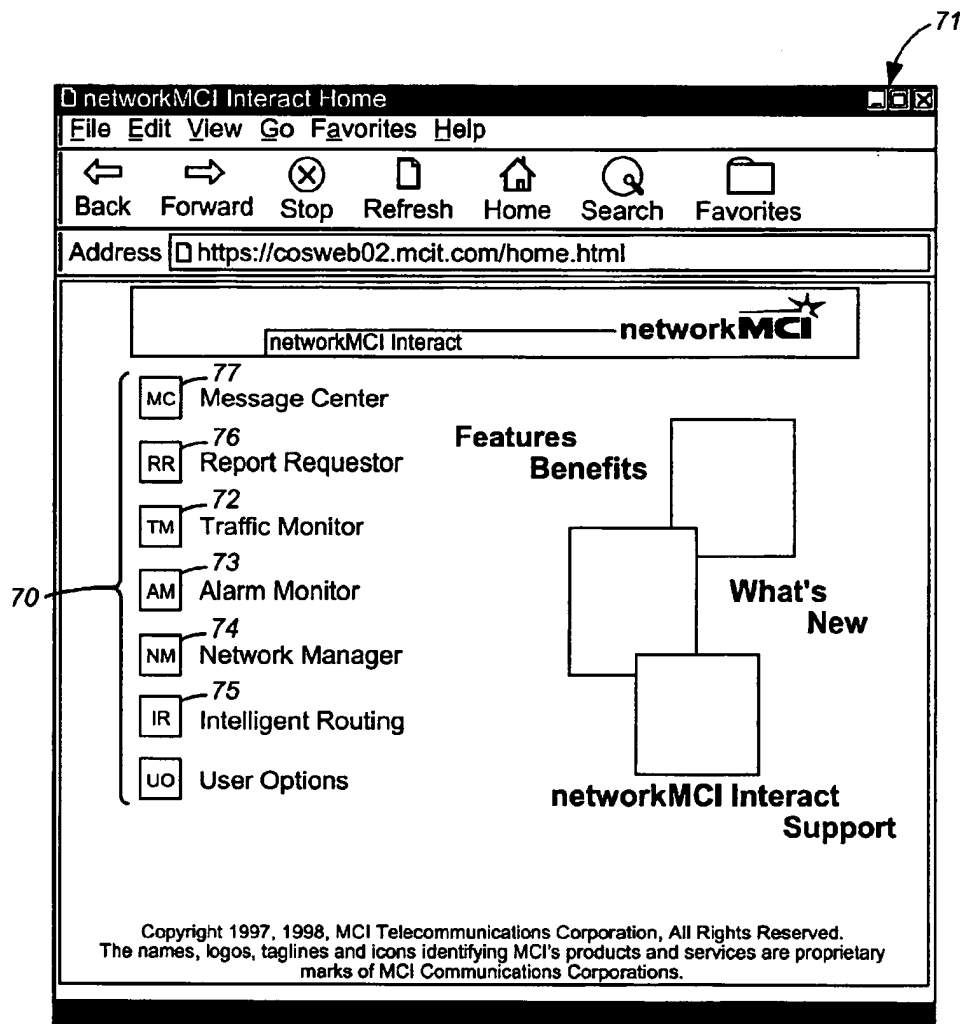 71
networkMCI Interact Home
File Edit View Go Favorites Help
Back Forward Stop Refresh Home Search Favorites
Address https://cosweb02.mcit.com/home.html
networkMCI Interact
networkMCI
77
MC Message Center
76
RR Report Requestor
72
TM Traffic Monitor
73
AM Alarm Monitor
70
74
NM Network Manager
75
IR Intelligent Routing
UO User Options
Features
Benefits
What's
New
networkMCI Interact
Support
Copyright 1997, 1998, MCI Telecommunications Corporation, All Rights Reserved.
The names, logos, taglines and icons identifying MCI's products and services are proprietary
marks of MCI Communications Corporations.